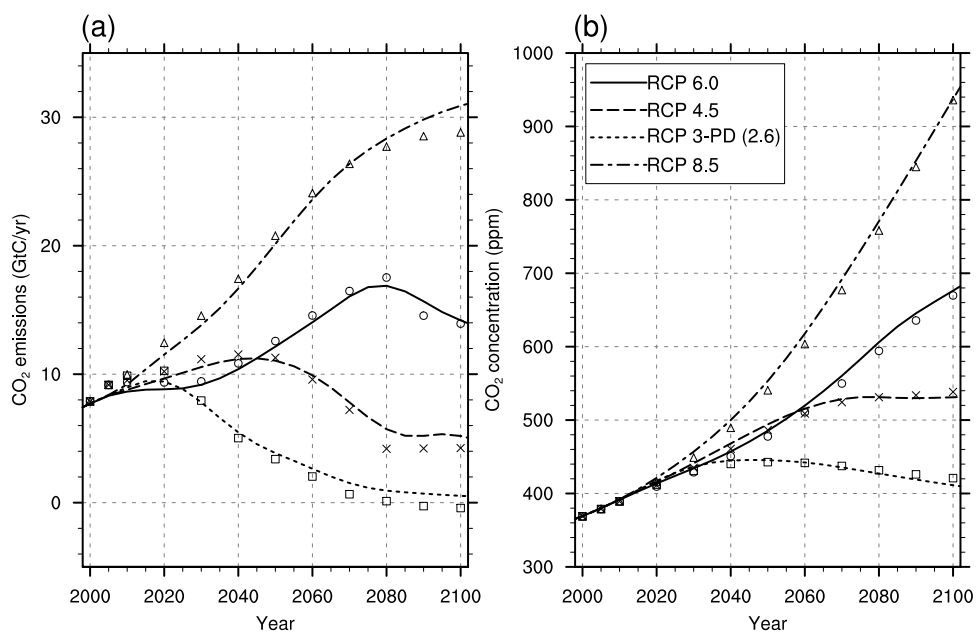 (a)
CO2 emissions (GtC/yr)
30
20
10
0
2000 2020 2040 2060 2080 2100
Year
(b)
CO2 concentration (ppm)
1000
900
800
700
600
500
400
300
RCP 6.0
RCP 4.5
RCP 3-PD (2.6)
RCP 8.5
2000 2020 2040 2060 2080 2100
Year